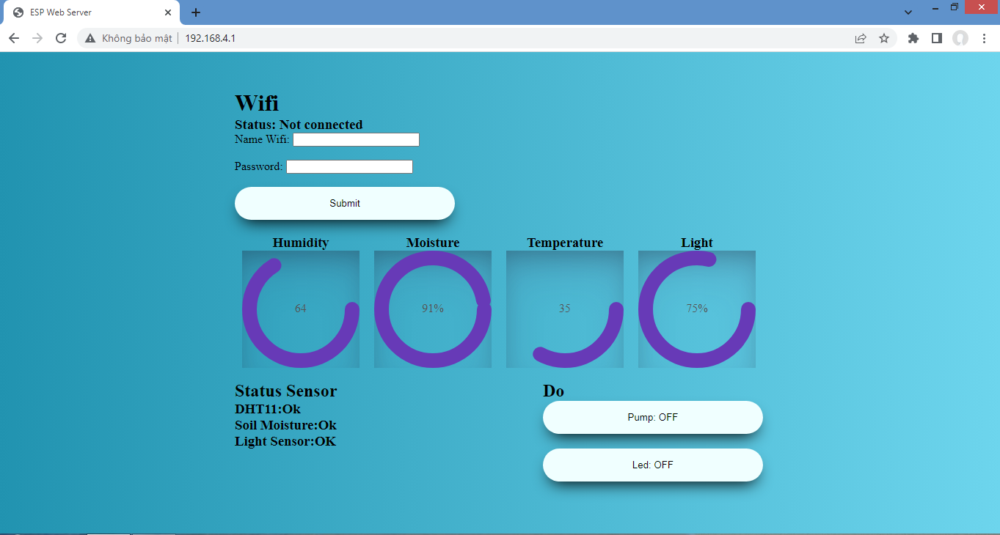 ESP Web Server
Không bảo mật 192.168.4.1
Wifi
Status: Not connected
Name Wifi:
Password:
Submit
Humidity Moisture Temperature Light
64 91% 35 75%
Status Sensor
DHT11:Ok
Soil Moisture:Ok
Light Sensor:OK
Do
Pump: OFF
Led: OFF